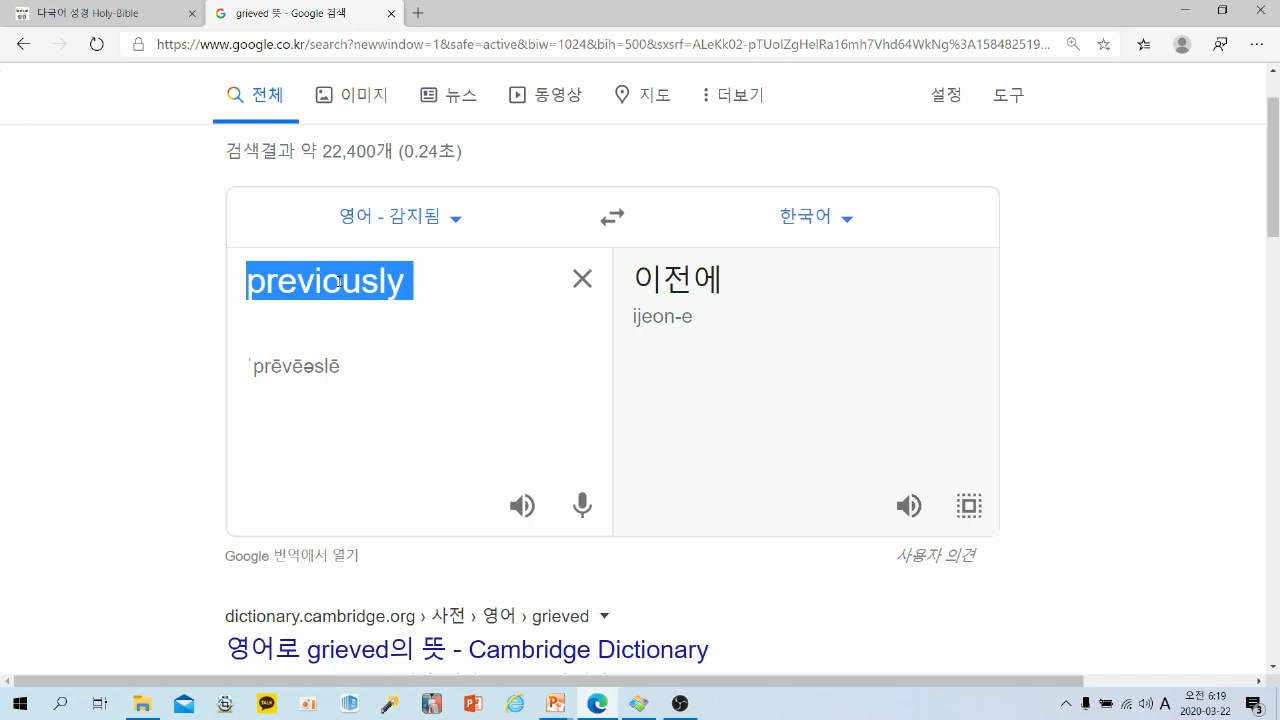 다국어 성경 Holy-Bible
grieved 뜻 - Google 검색
https://www.google.co.kr/search?newwindow=1&safe=active&biw=1024&bih=500&sxsrf=ALeKk02-pTUoIZgHelRa16mh7Vhd64WkNg%3A158482519...
전체 이미지 뉴스 동영상 지도 더보기 설정 도구
검색결과 약 22,400개 (0.24초)
영어 - 감지됨 한국어
previously 이전에
ijeon-e
ˈprēvēəslē
Google 번역에서 열기 사용자 의견
dictionary.cambridge.org › 사전 › 영어 › grieved
영어로 grieved의 뜻 - Cambridge Dictionary
TALK
A 오전 6:19
2020-03-22
3